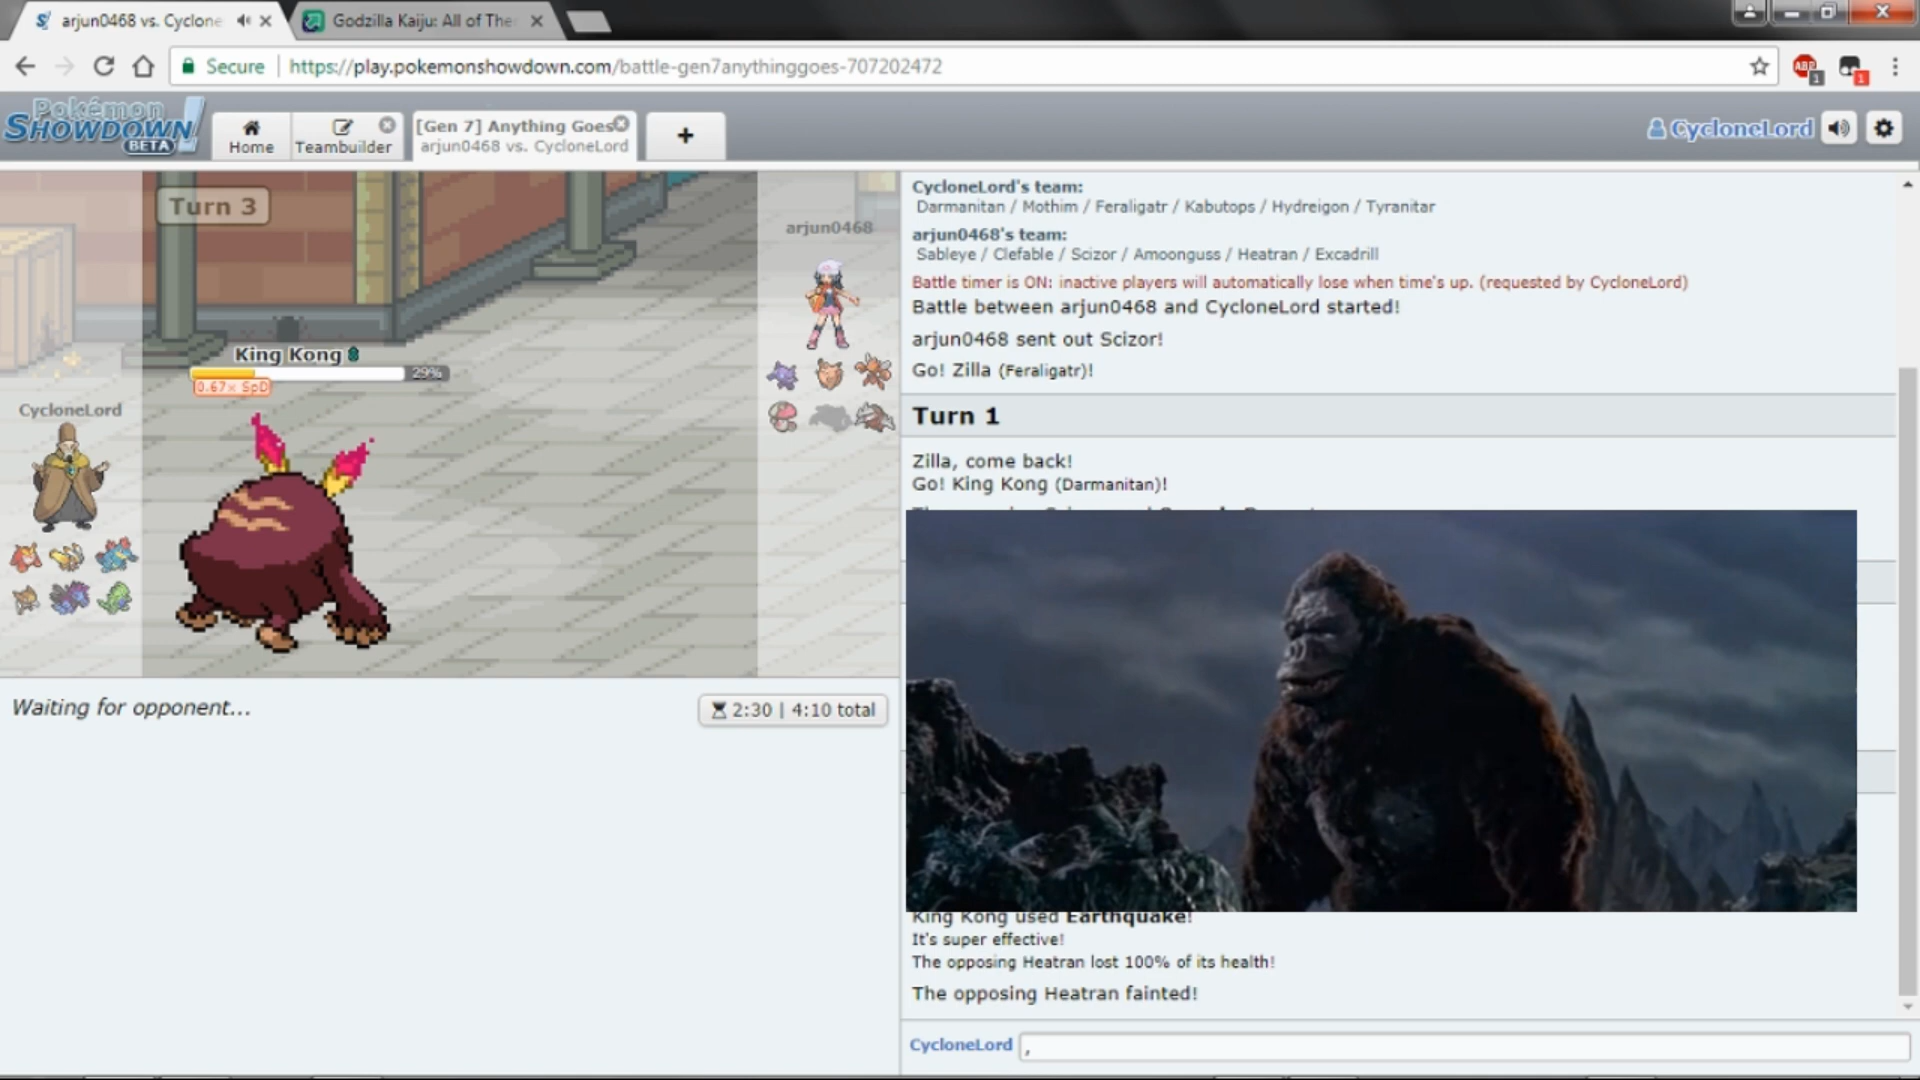 arjun0468 vs. Cyclone
Godzilla Kaiju: All of The
Secure
https://play.pokemonshowdown.com/battle-gen7anythinggoes-707202472
ABP
1
1
Pokémon
SHOWDOWN!
BETA
Home
Teambuilder
[Gen 7] Anything Goes
arjun0468 vs. CycloneLord
+
CycloneLord
Turn 3
arjun0468
King Kong
29%
0.67× SpD
CycloneLord
Waiting for opponent...
2:30 | 4:10 total
CycloneLord's team:
Darmanitan / Mothim / Feraligatr / Kabutops / Hydreigon / Tyranitar
arjun0468's team:
Sableye / Clefable / Scizor / Amoonguss / Heatran / Excadrill
Battle timer is ON: inactive players will automatically lose when time's up. (requested by CycloneLord)
Battle between arjun0468 and CycloneLord started!
arjun0468 sent out Scizor!
Go! Zilla (Feraligatr)!
Turn 1
Zilla, come back!
Go! King Kong (Darmanitan)!
King Kong used Earthquake!
It's super effective!
The opposing Heatran lost 100% of its health!
The opposing Heatran fainted!
CycloneLord
,